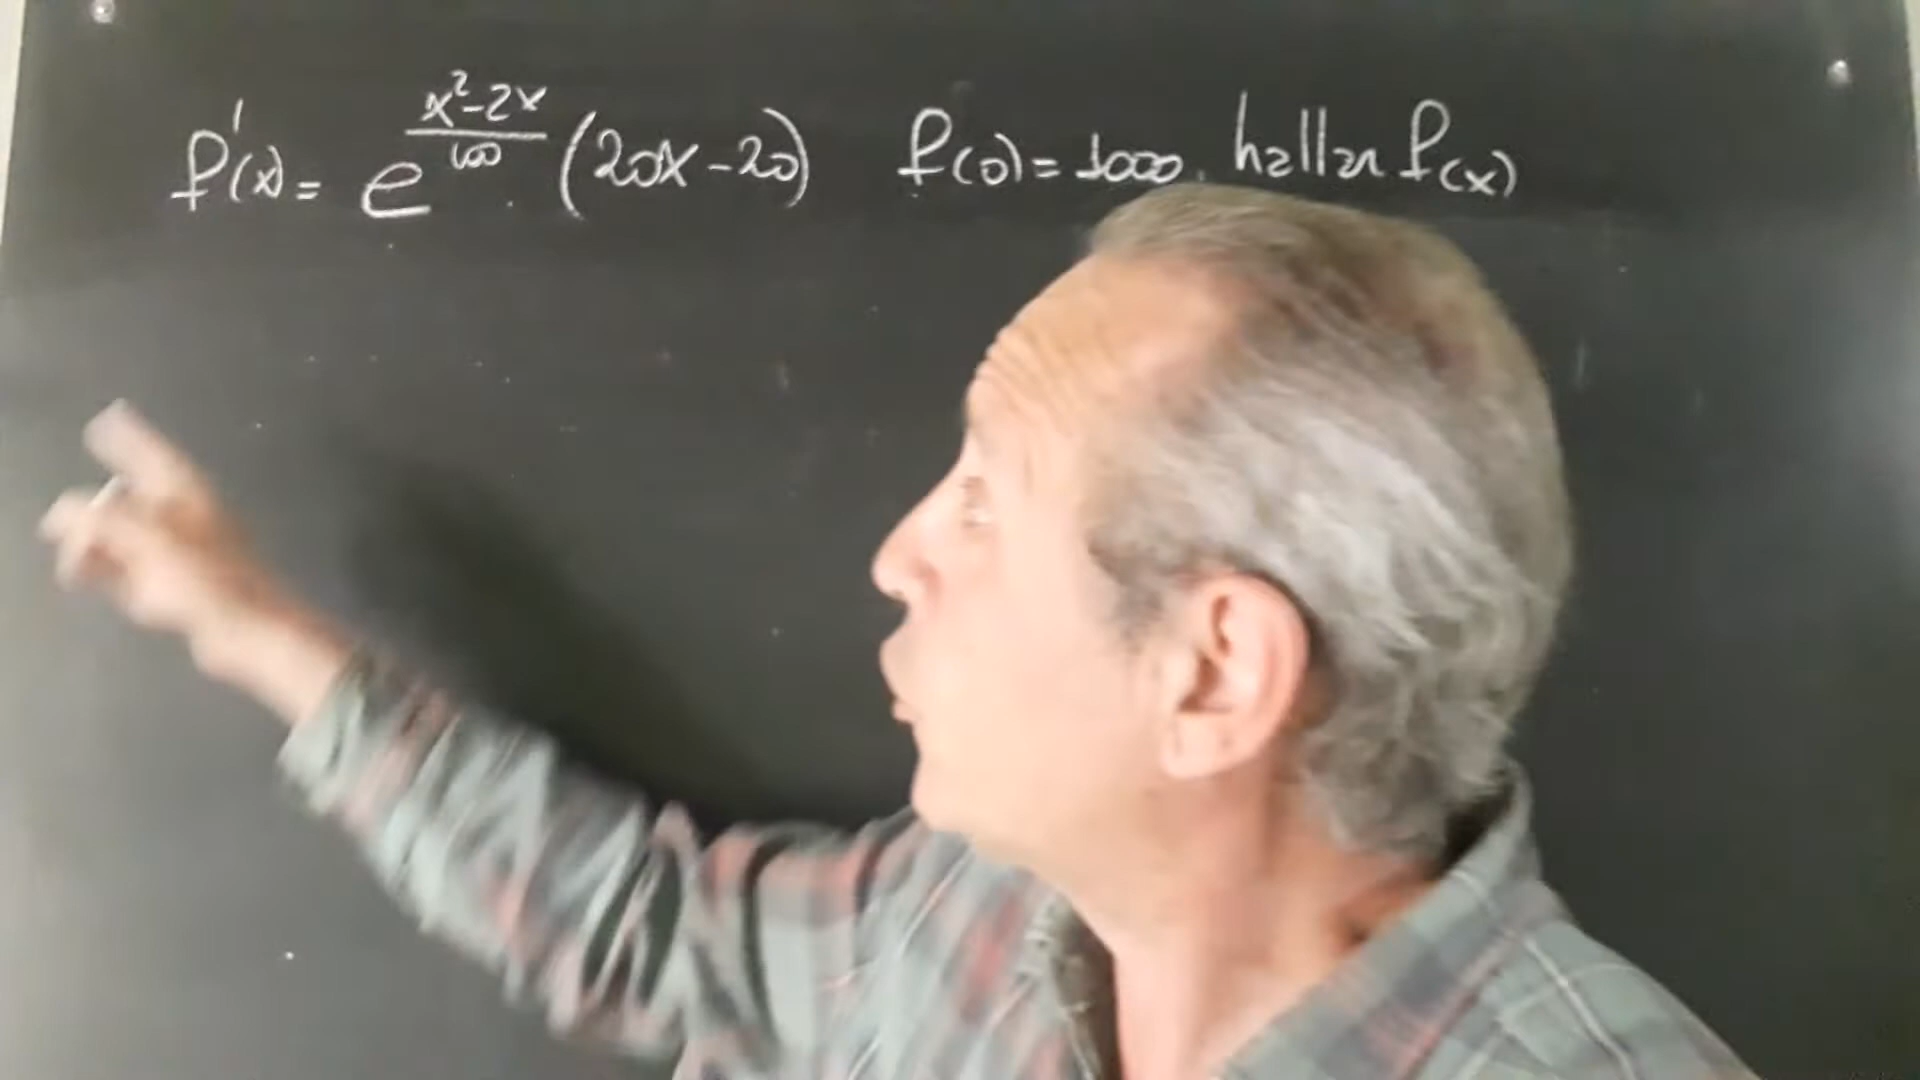 f'(x) = e^((x²-2x)/100) · (20x-20)   f(0) = 1000, hallar f(x)